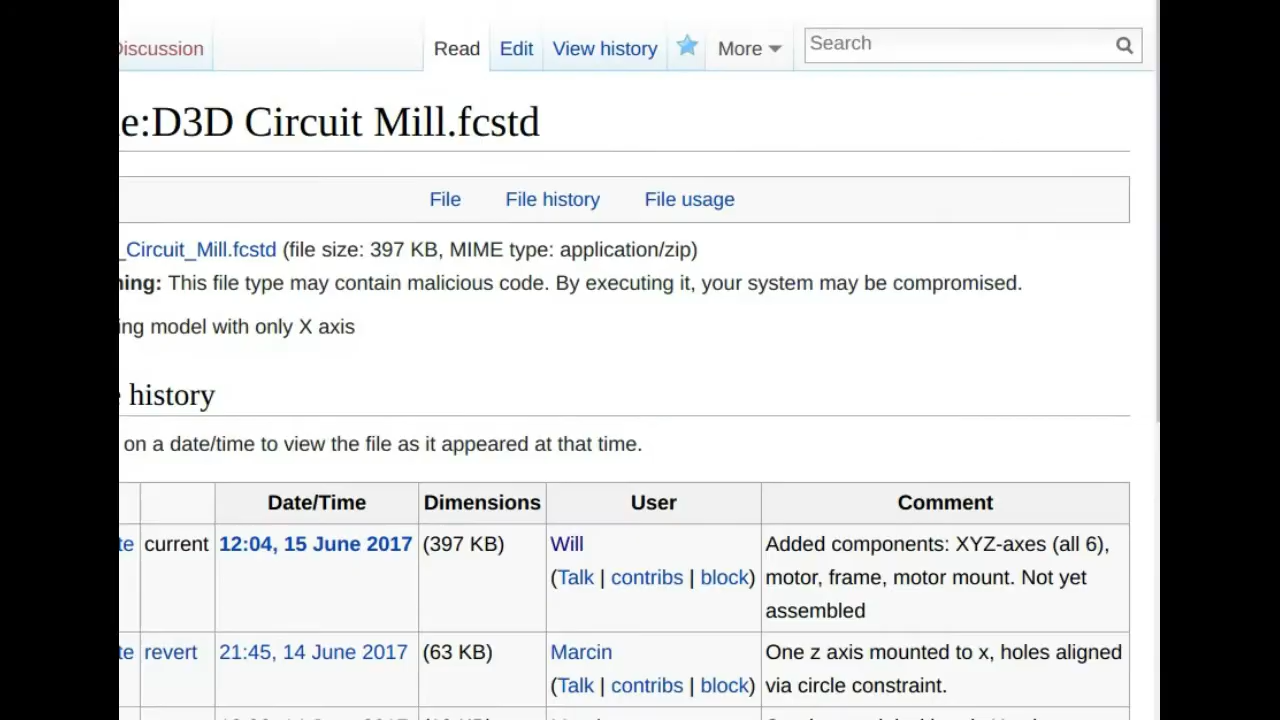 Discussion Read Edit View history More Search
e:D3D Circuit Mill.fcstd
File File history File usage
_Circuit_Mill.fcstd (file size: 397 KB, MIME type: application/zip)
ning: This file type may contain malicious code. By executing it, your system may be compromised.
ing model with only X axis
history
on a date/time to view the file as it appeared at that time.
Date/Time Dimensions User Comment
te current 12:04, 15 June 2017 (397 KB) Will Added components: XYZ-axes (all 6),
(Talk | contribs | block) motor, frame, motor mount. Not yet
assembled
te revert 21:45, 14 June 2017 (63 KB) Marcin One z axis mounted to x, holes aligned
(Talk | contribs | block) via circle constraint.